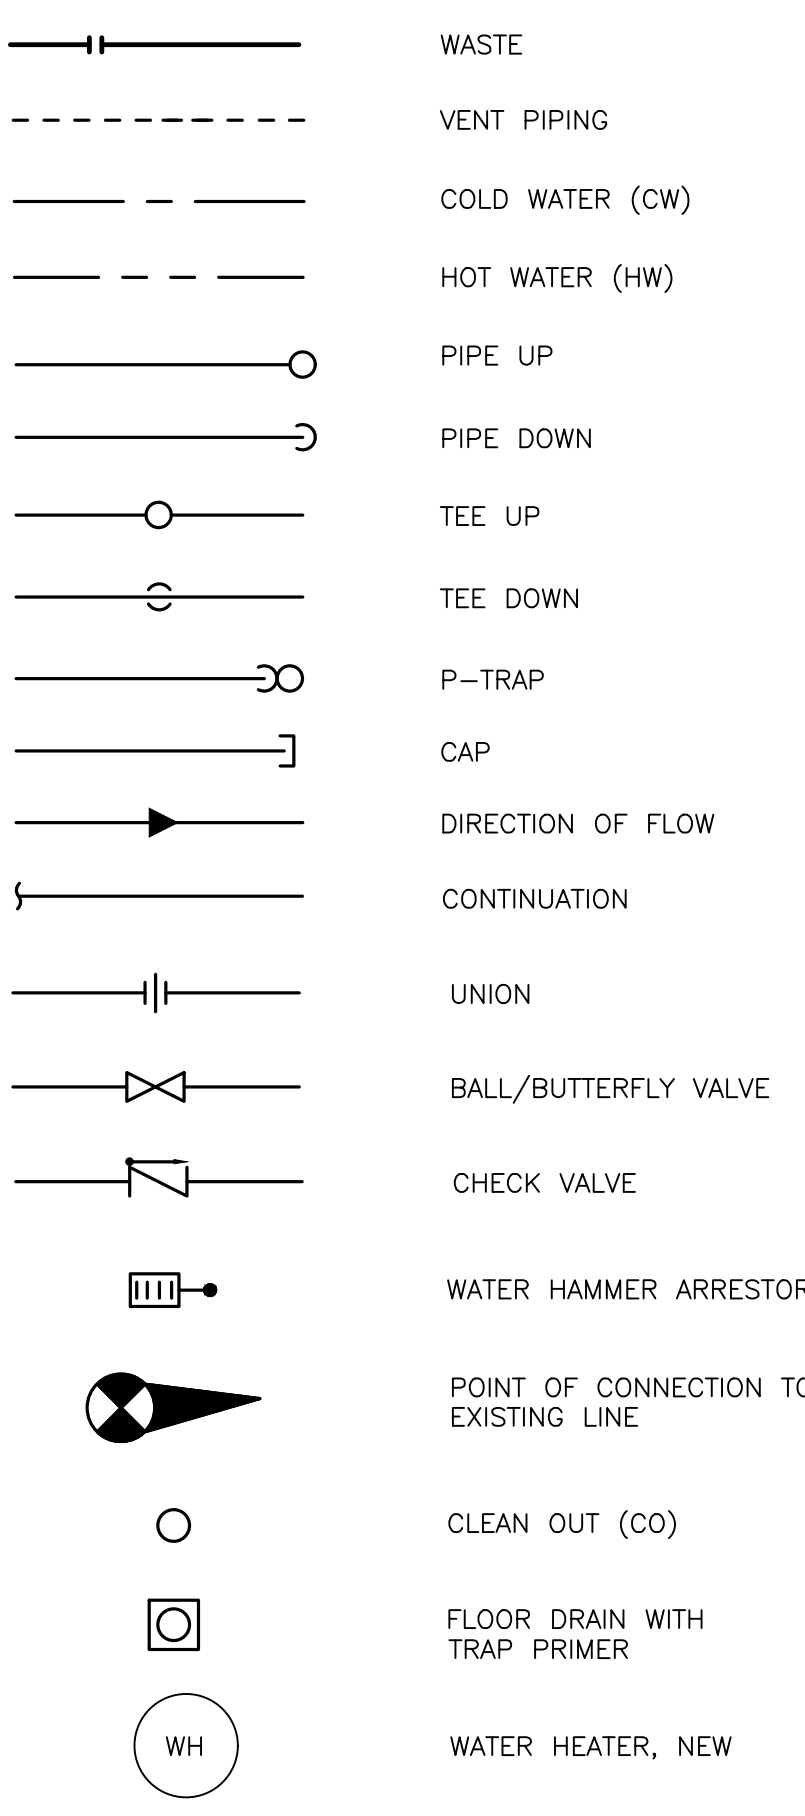 WASTE
VENT PIPING
COLD WATER (CW)
HOT WATER (HW)
PIPE UP
PIPE DOWN
TEE UP
TEE DOWN
P-TRAP
CAP
DIRECTION OF FLOW
CONTINUATION
UNION
BALL/BUTTERFLY VALVE
CHECK VALVE
WATER HAMMER ARRESTOR
POINT OF CONNECTION TO
EXISTING LINE
CLEAN OUT (CO)
FLOOR DRAIN WITH
TRAP PRIMER
WH WATER HEATER, NEW